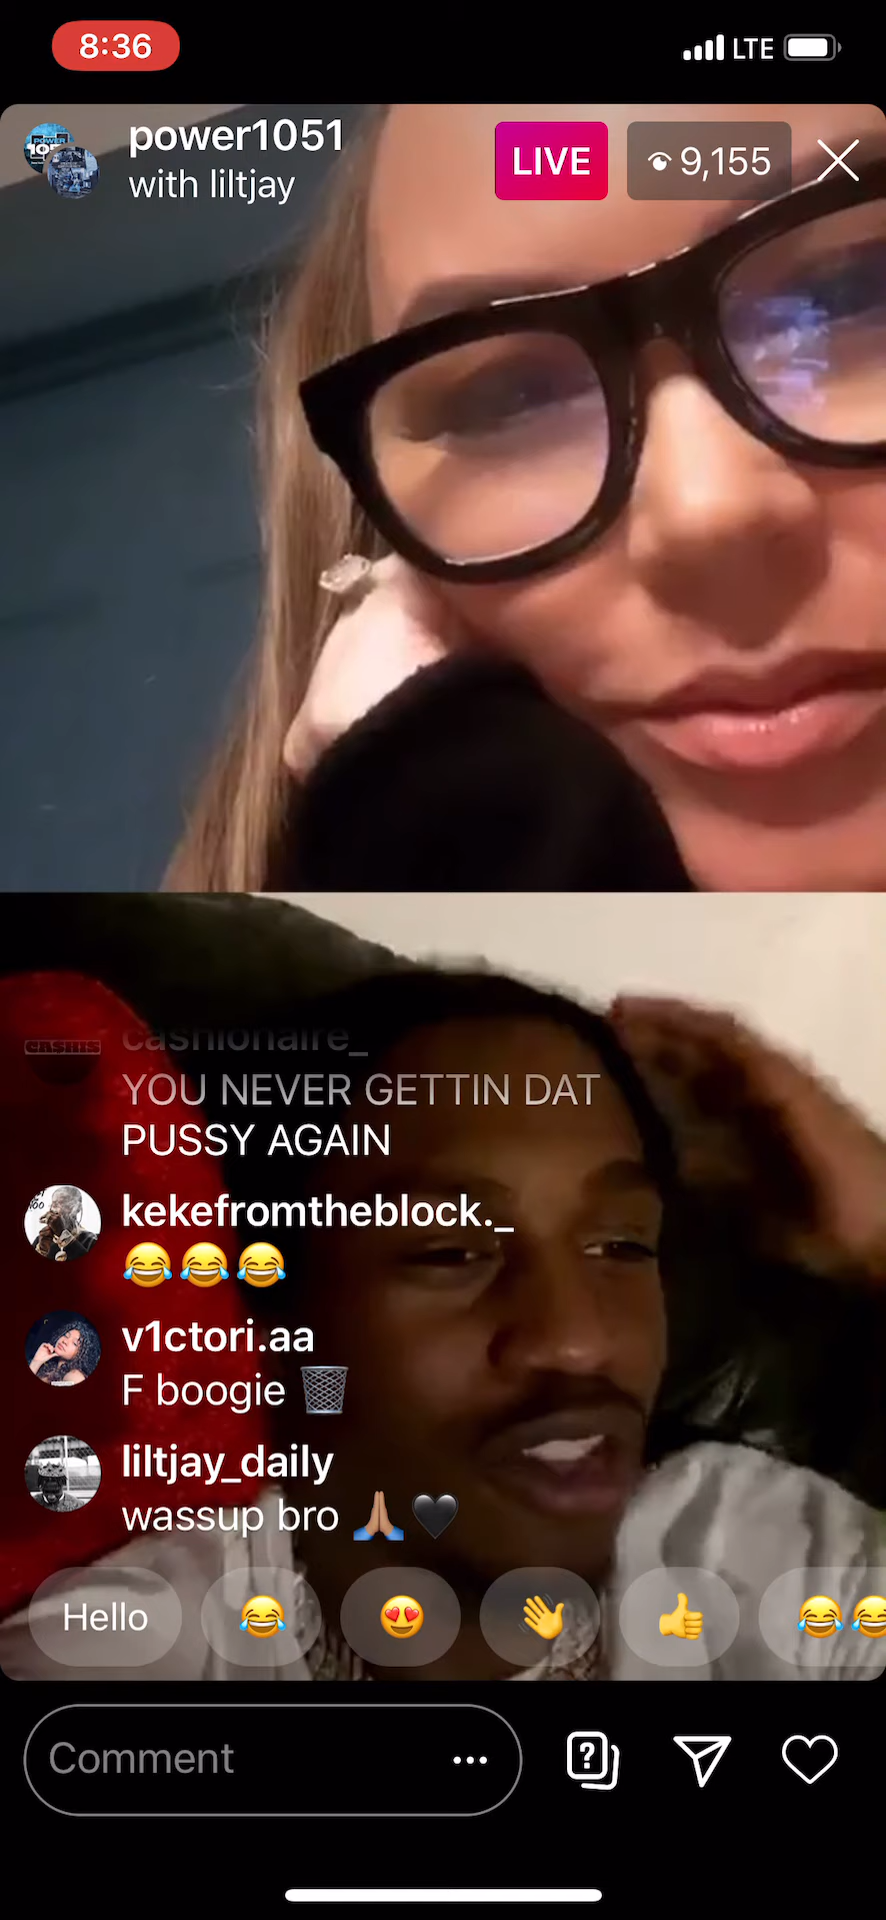 8:36
LTE
power1051
with liltjay
LIVE
9,155
cashionaire_
YOU NEVER GETTIN DAT
PUSSY AGAIN
kekefromtheblock._
😂😂😂
v1ctori.aa
F boogie 🗑️
liltjay_daily
wassup bro 🙏🏽🖤
Hello 😂 😍 👋 👍 😂😂
Comment